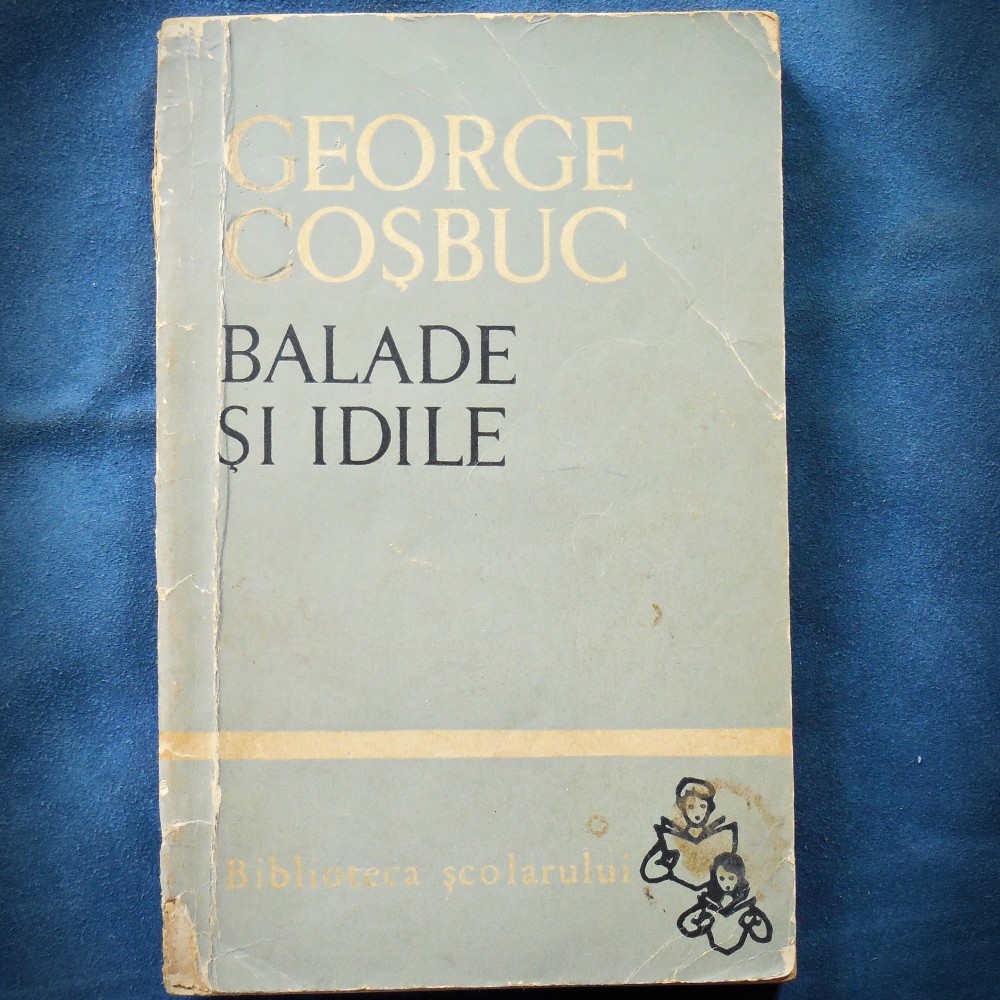 GEORGE
COŞBUC
BALADE
ŞI IDILE
Biblioteca şcolarului